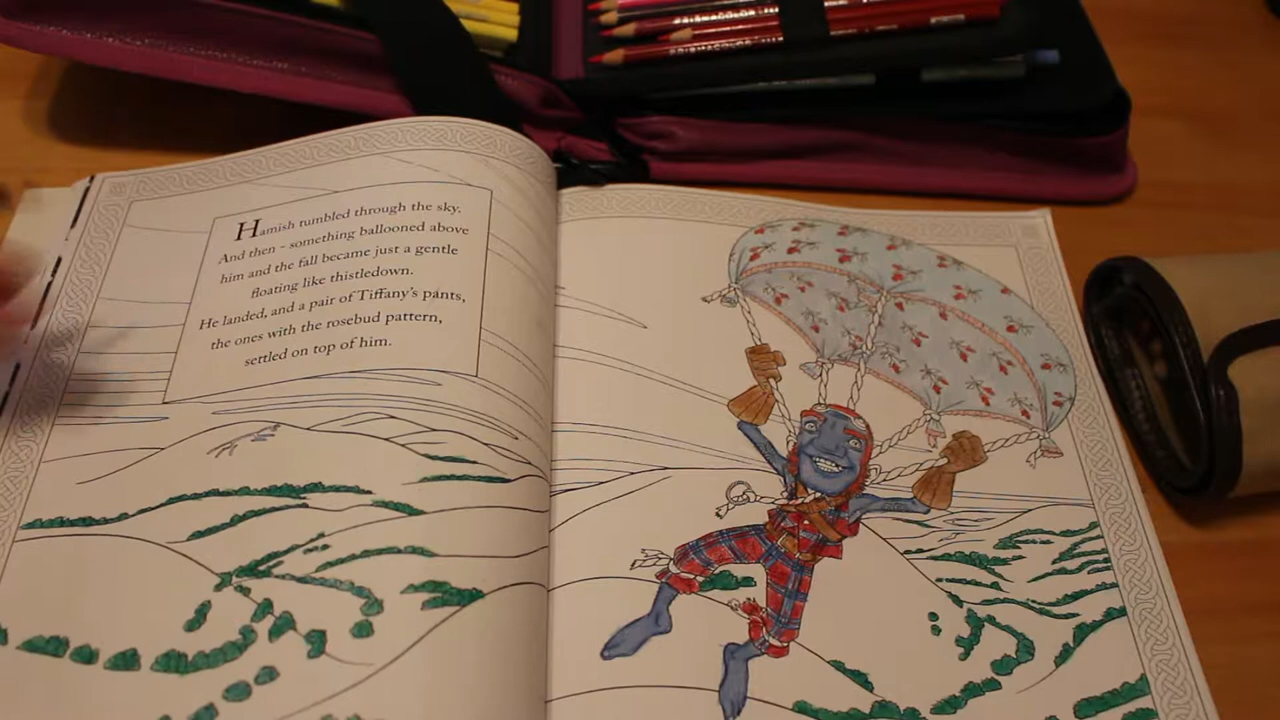 PRISMACOLOR
PRISMACOLOR
Hamish tumbled through the sky.
And then - something ballooned above
him and the fall became just a gentle
floating like thistledown.
He landed, and a pair of Tiffany's pants,
the ones with the rosebud pattern,
settled on top of him.